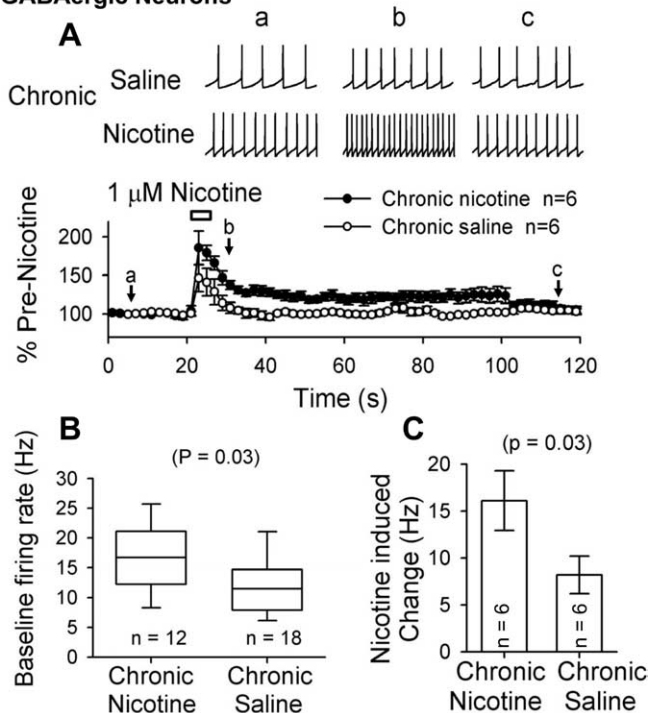 GABAergic Neurons
A
a b c
Saline
Chronic
Nicotine
1 μM Nicotine
Chronic nicotine n=6
Chronic saline n=6
% Pre-Nicotine
200
150
100
a
b
c
0 20 40 60 80 100 120
Time (s)
B
(P = 0.03)
Baseline firing rate (Hz)
30
25
20
15
10
5
0
n = 12 n = 18
Chronic Chronic
Nicotine Saline
C
(p = 0.03)
Nicotine induced
Change (Hz)
20
15
10
5
0
n = 6 n = 6
Chronic Chronic
Nicotine Saline